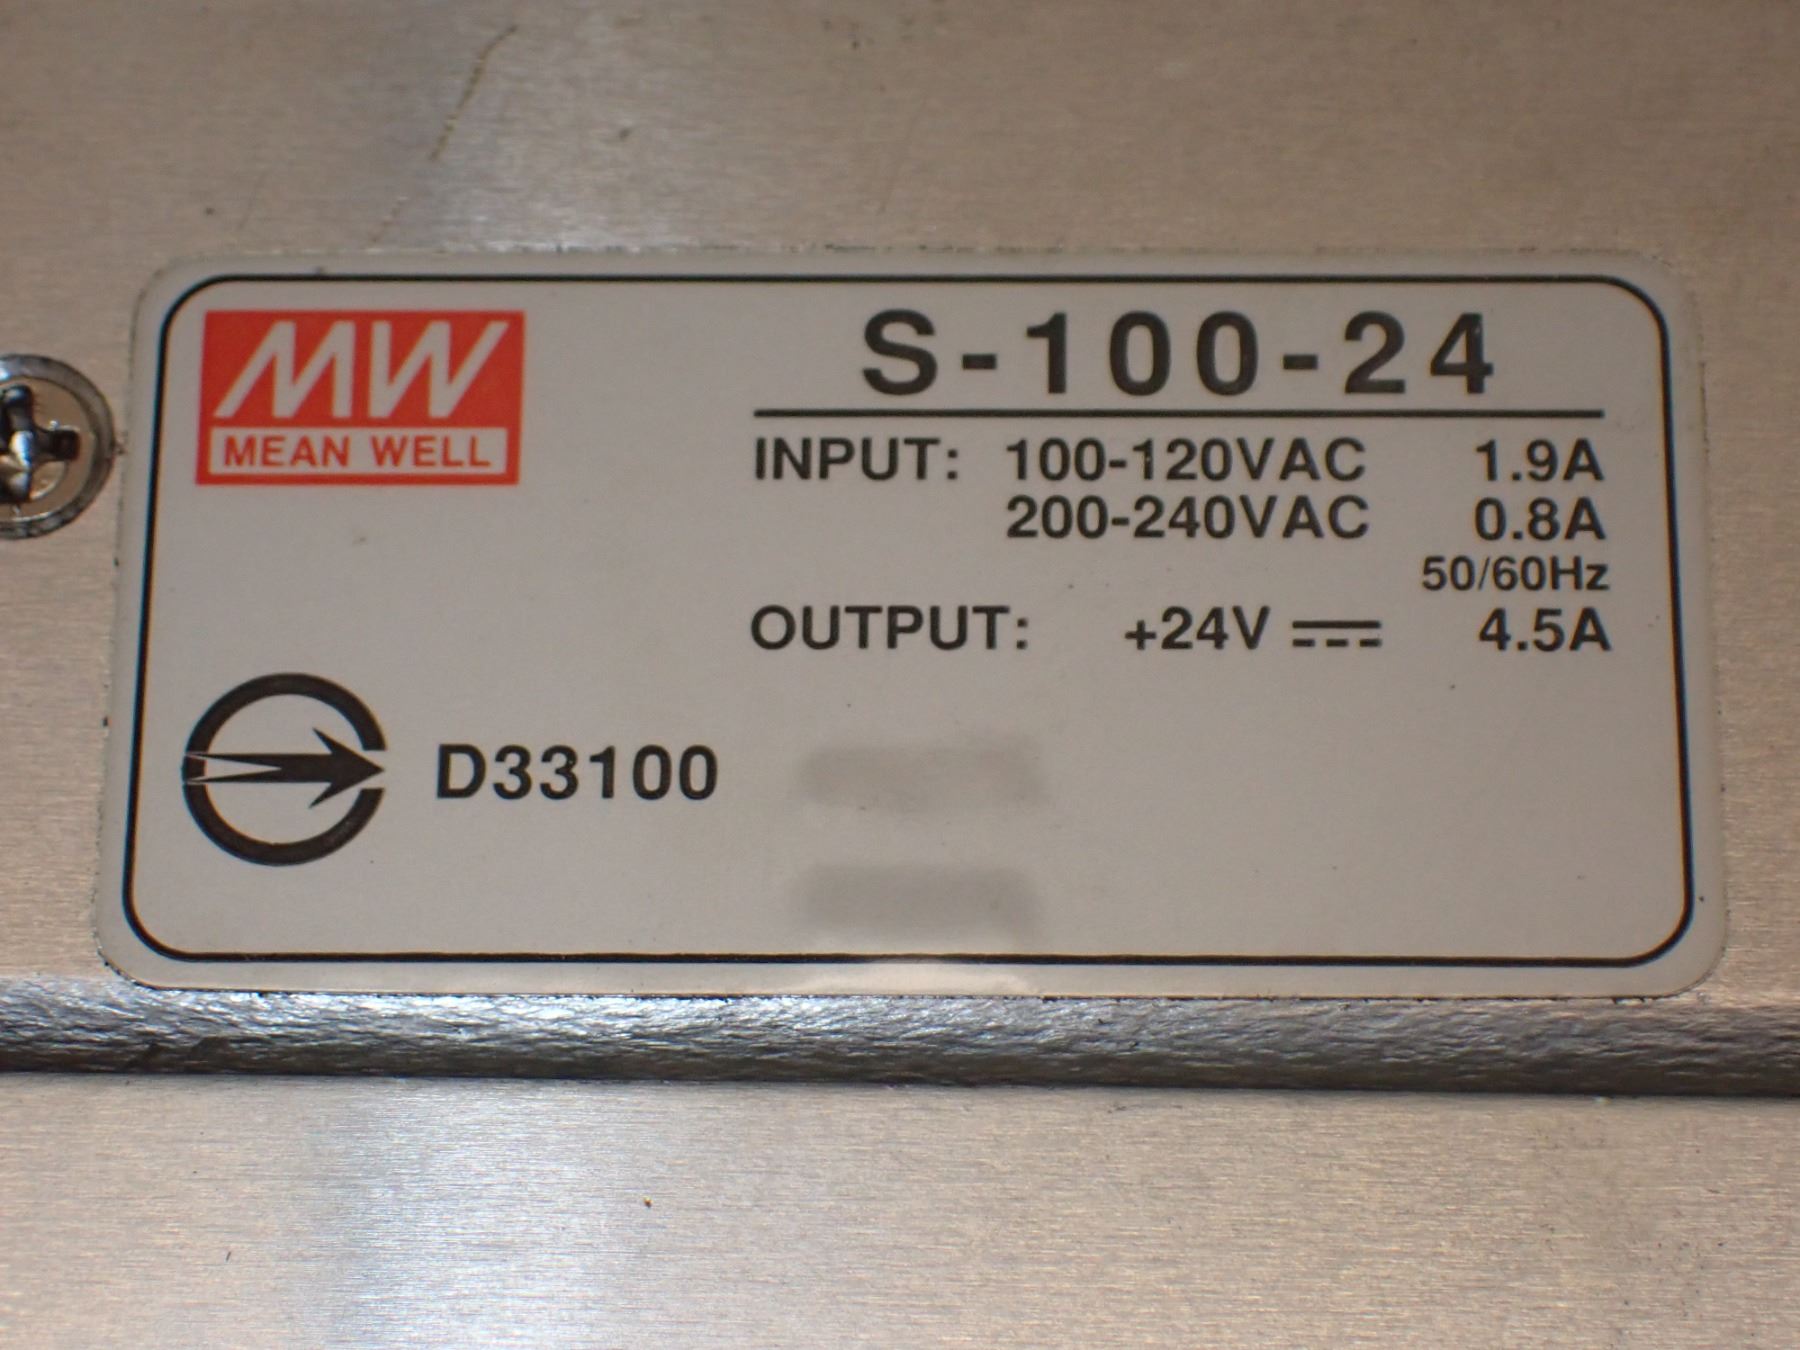 MW
MEAN WELL
S-100-24
INPUT: 100-120VAC 1.9A
200-240VAC 0.8A
50/60Hz
OUTPUT: +24V ⎓ 4.5A
D33100